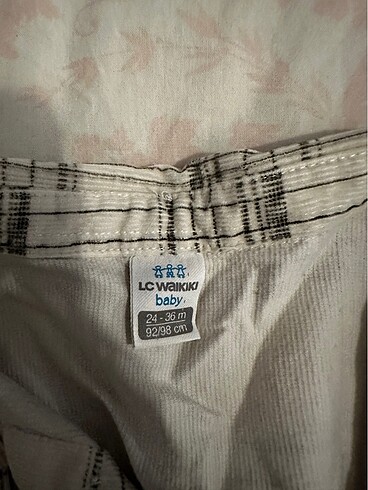 LC WAIKIKI
baby
24 - 36 m
92/98 cm